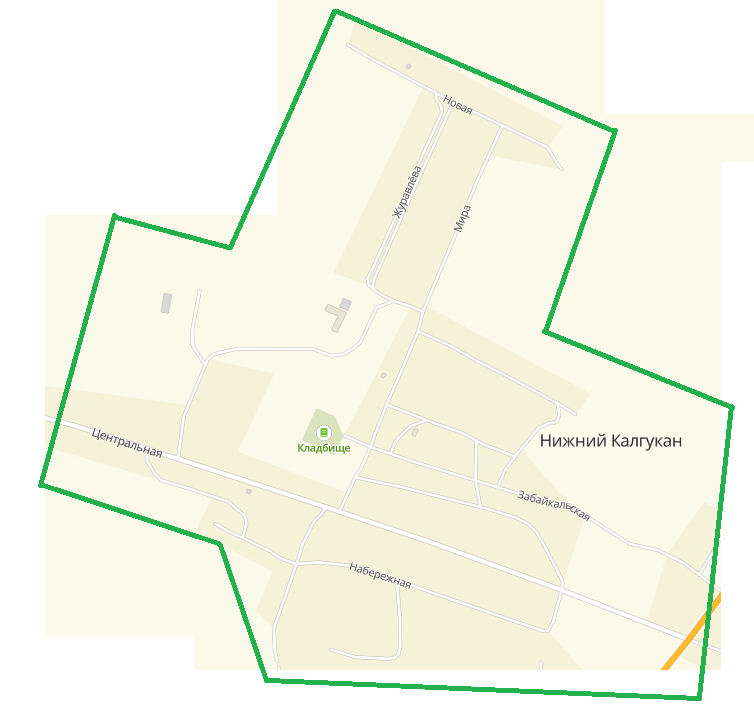 Новая
Журавлёва
Мира
Центральная
Кладбище
Нижний Калгукан
Забайкальская
Набережная